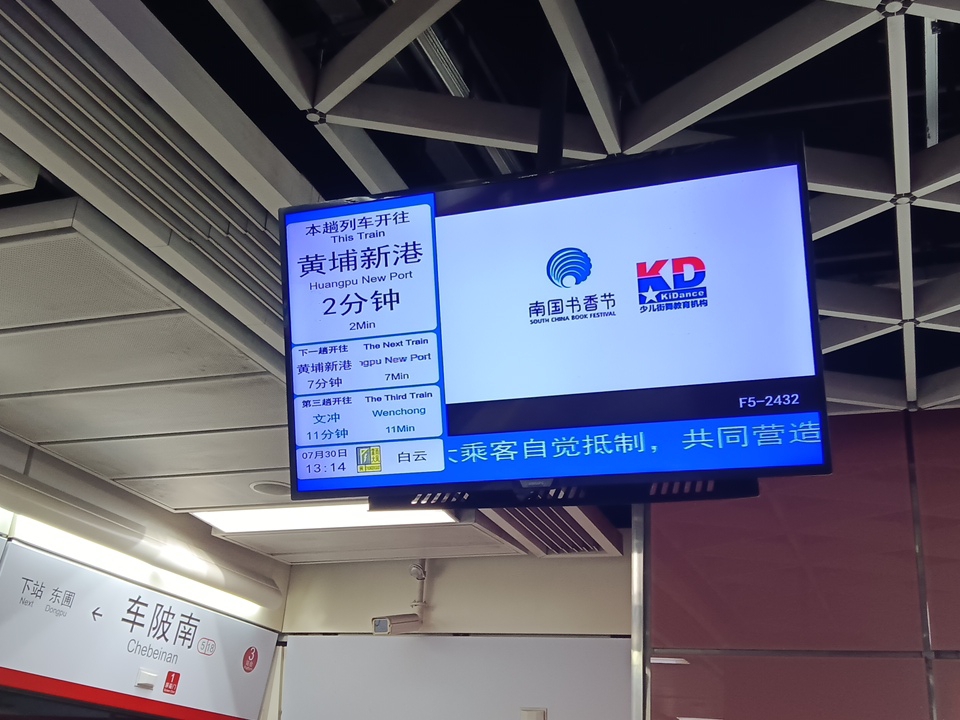 本趟列车开往
This Train
黄埔新港
Huangpu New Port
2分钟
2Min
下一趟开往 The Next Train
黄埔新港 gpu New Port
7分钟 7Min
第三趟开往 The Third Train
文冲 Wenchong
11分钟 11Min
07月30日
13:14
白云
南国书香节
SOUTH CHINA BOOK FESTIVAL
KD
KiDance
少儿街舞教育机构
F5-2432
乘客自觉抵制，共同营造
下站 东圃
Next Dongpu
←
车陂南
Chebeinan
3
1